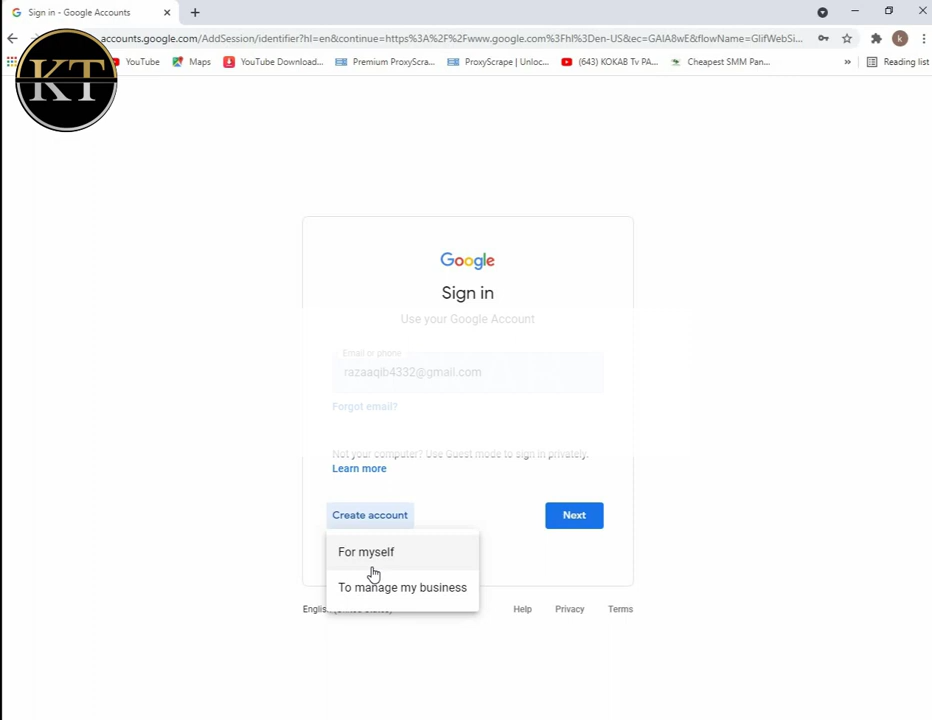 Sign in - Google Accounts
accounts.google.com/AddSession/identifier?hl=en&continue=https%3A%2F%2Fwww.google.com%3Fhl%3Den-US&ec=GAlA8wE&flowName=GlifWebSi...
YouTube
Maps
YouTube Download...
Premium ProxyScra...
ProxyScrape | Unloc...
(643) KOKAB Tv PA...
Cheapest SMM Pan...
»
Reading list
KT
Google
Sign in
Use your Google Account
Email or phone
razaaqib4332@gmail.com
Forgot email?
Not your computer? Use Guest mode to sign in privately.
Learn more
Create account
Next
For myself
To manage my business
English (United States)
Help
Privacy
Terms